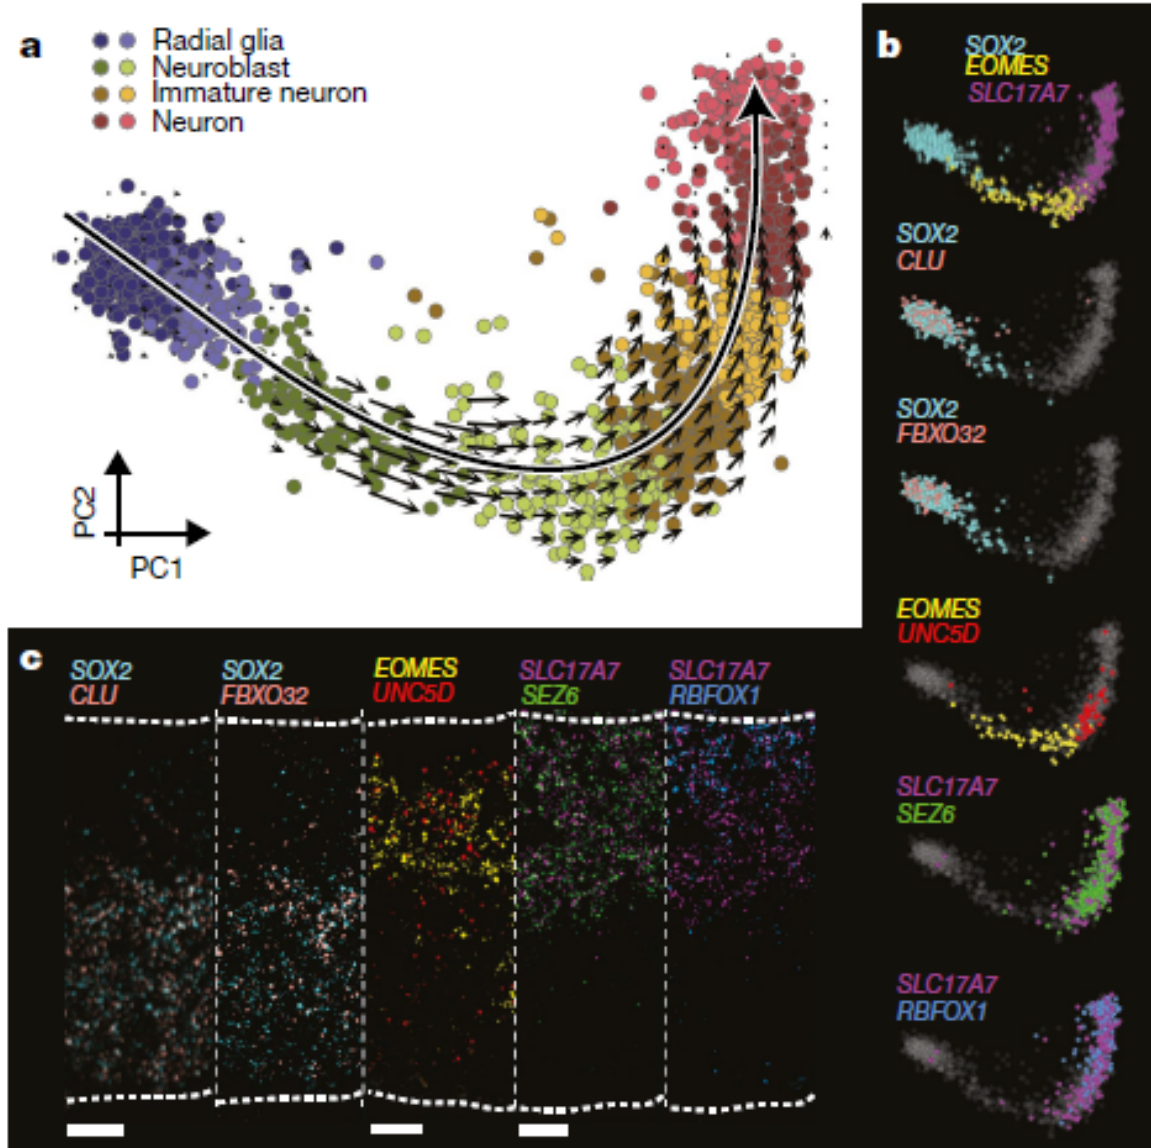 a
Radial glia
Neuroblast
Immature neuron
Neuron
PC2
PC1
b
SOX2
EOMES
SLC17A7
SOX2
CLU
SOX2
FBXO32
EOMES
UNC5D
SLC17A7
SEZ6
SLC17A7
RBFOX1
c
SOX2
CLU
SOX2
FBXO32
EOMES
UNC5D
SLC17A7
SEZ6
SLC17A7
RBFOX1